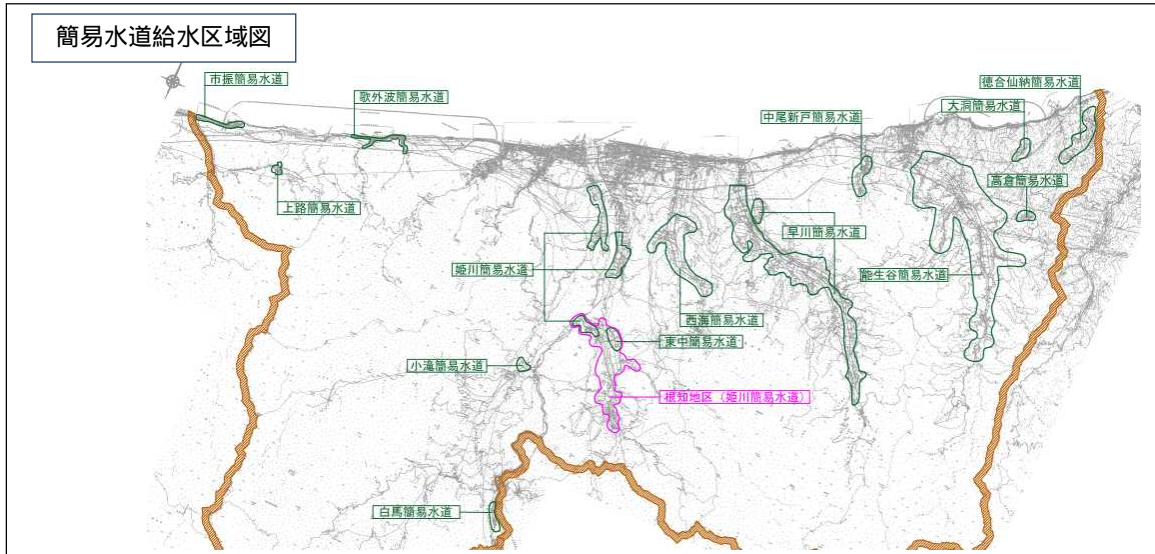 簡易水道給水区域図
市振簡易水道
歌外波簡易水道
徳合仙納簡易水道
大洞簡易水道
中尾新戸簡易水道
高倉簡易水道
上路簡易水道
早川簡易水道
姫川簡易水道
能生谷簡易水道
西海簡易水道
東中簡易水道
小滝簡易水道
根知地区(姫川簡易水道)
白馬簡易水道